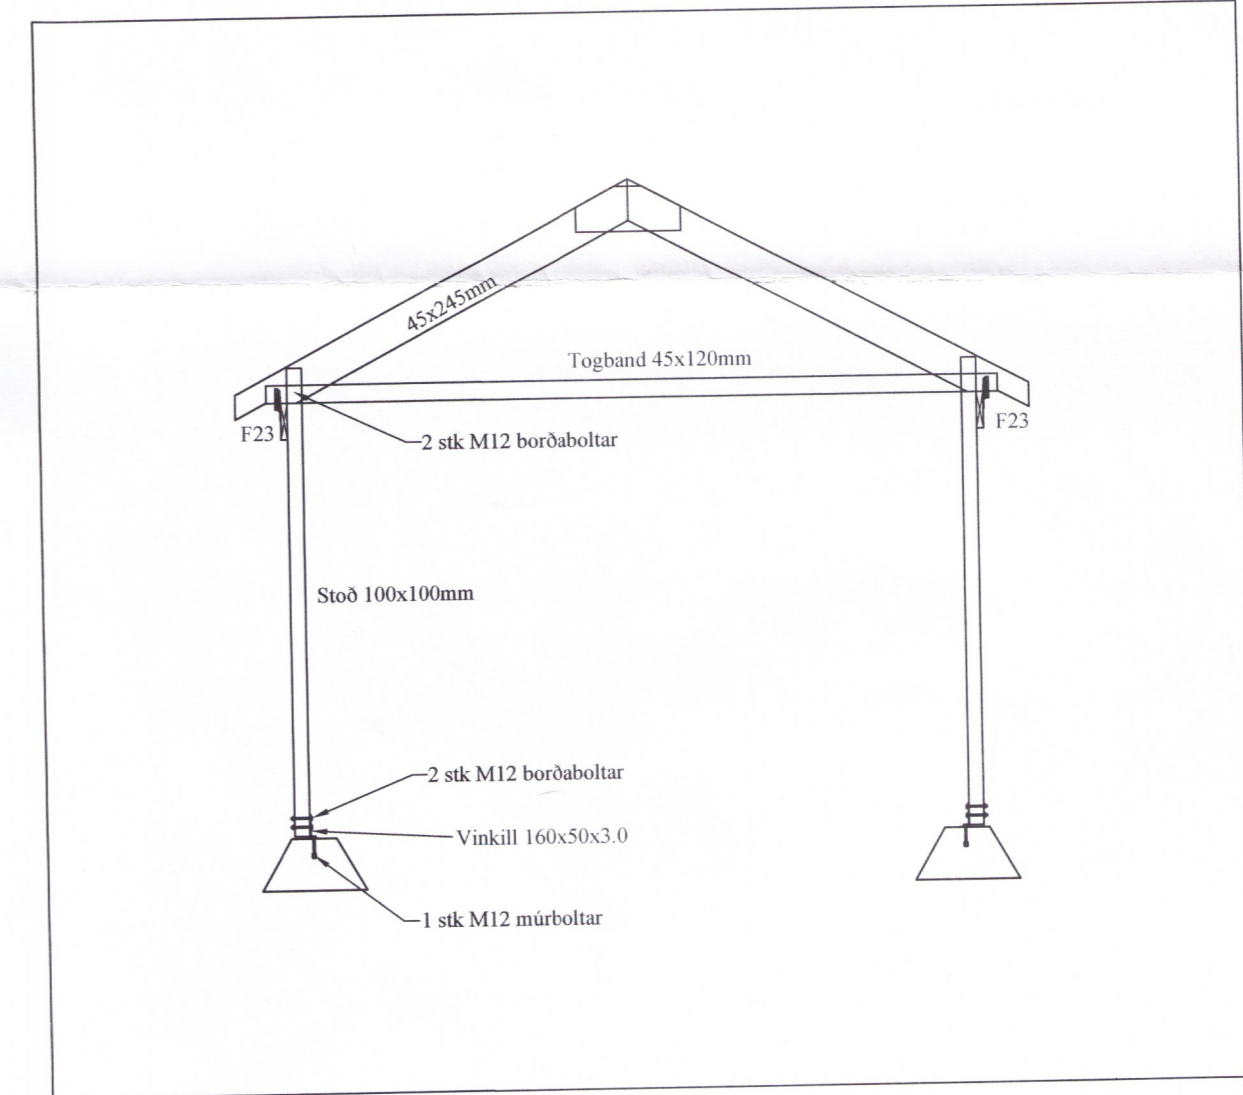 45x245mm
Togband 45x120mm
F23
F23
2 stk M12 borðaboltar
Stoð 100x100mm
2 stk M12 borðaboltar
Vinkill 160x50x3.0
1 stk M12 múrboltar